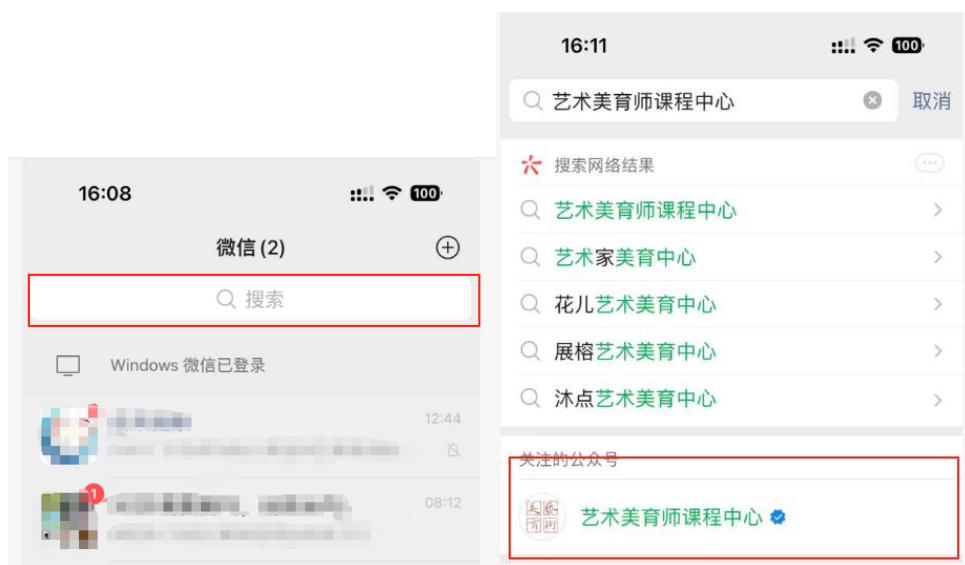 16:08
100
微信(2)
搜索
Windows 微信已登录
12:44
1
08:12
16:11
100
艺术美育师课程中心
取消
搜索网络结果
艺术美育师课程中心
艺术家美育中心
花儿艺术美育中心
展榕艺术美育中心
沐点艺术美育中心
关注的公众号
艺术美育师课程中心